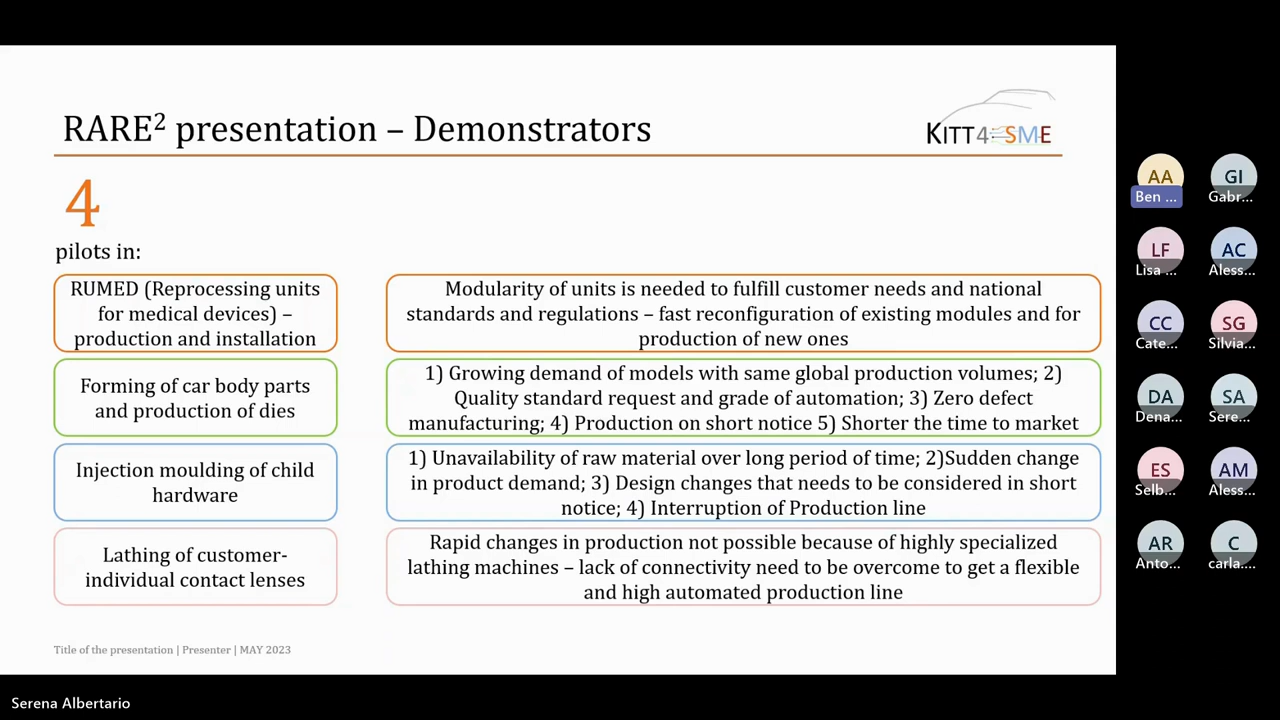 RARE² presentation – Demonstrators
KITT4SME
4
pilots in:
RUMED (Reprocessing units
for medical devices) –
production and installation
Modularity of units is needed to fulfill customer needs and national
standards and regulations – fast reconfiguration of existing modules and for
production of new ones
Forming of car body parts
and production of dies
1) Growing demand of models with same global production volumes; 2)
Quality standard request and grade of automation; 3) Zero defect
manufacturing; 4) Production on short notice 5) Shorter the time to market
Injection moulding of child
hardware
1) Unavailability of raw material over long period of time; 2)Sudden change
in product demand; 3) Design changes that needs to be considered in short
notice; 4) Interruption of Production line
Lathing of customer-
individual contact lenses
Rapid changes in production not possible because of highly specialized
lathing machines – lack of connectivity need to be overcome to get a flexible
and high automated production line
Title of the presentation | Presenter | MAY 2023
Serena Albertario
AA
Ben ...
GI
Gabr...
LF
Lisa ...
AC
Aless...
CC
Cate...
SG
Silvia...
DA
Dena...
SA
Sere...
ES
Selb...
AM
Aless...
AR
Anto...
C
carla....